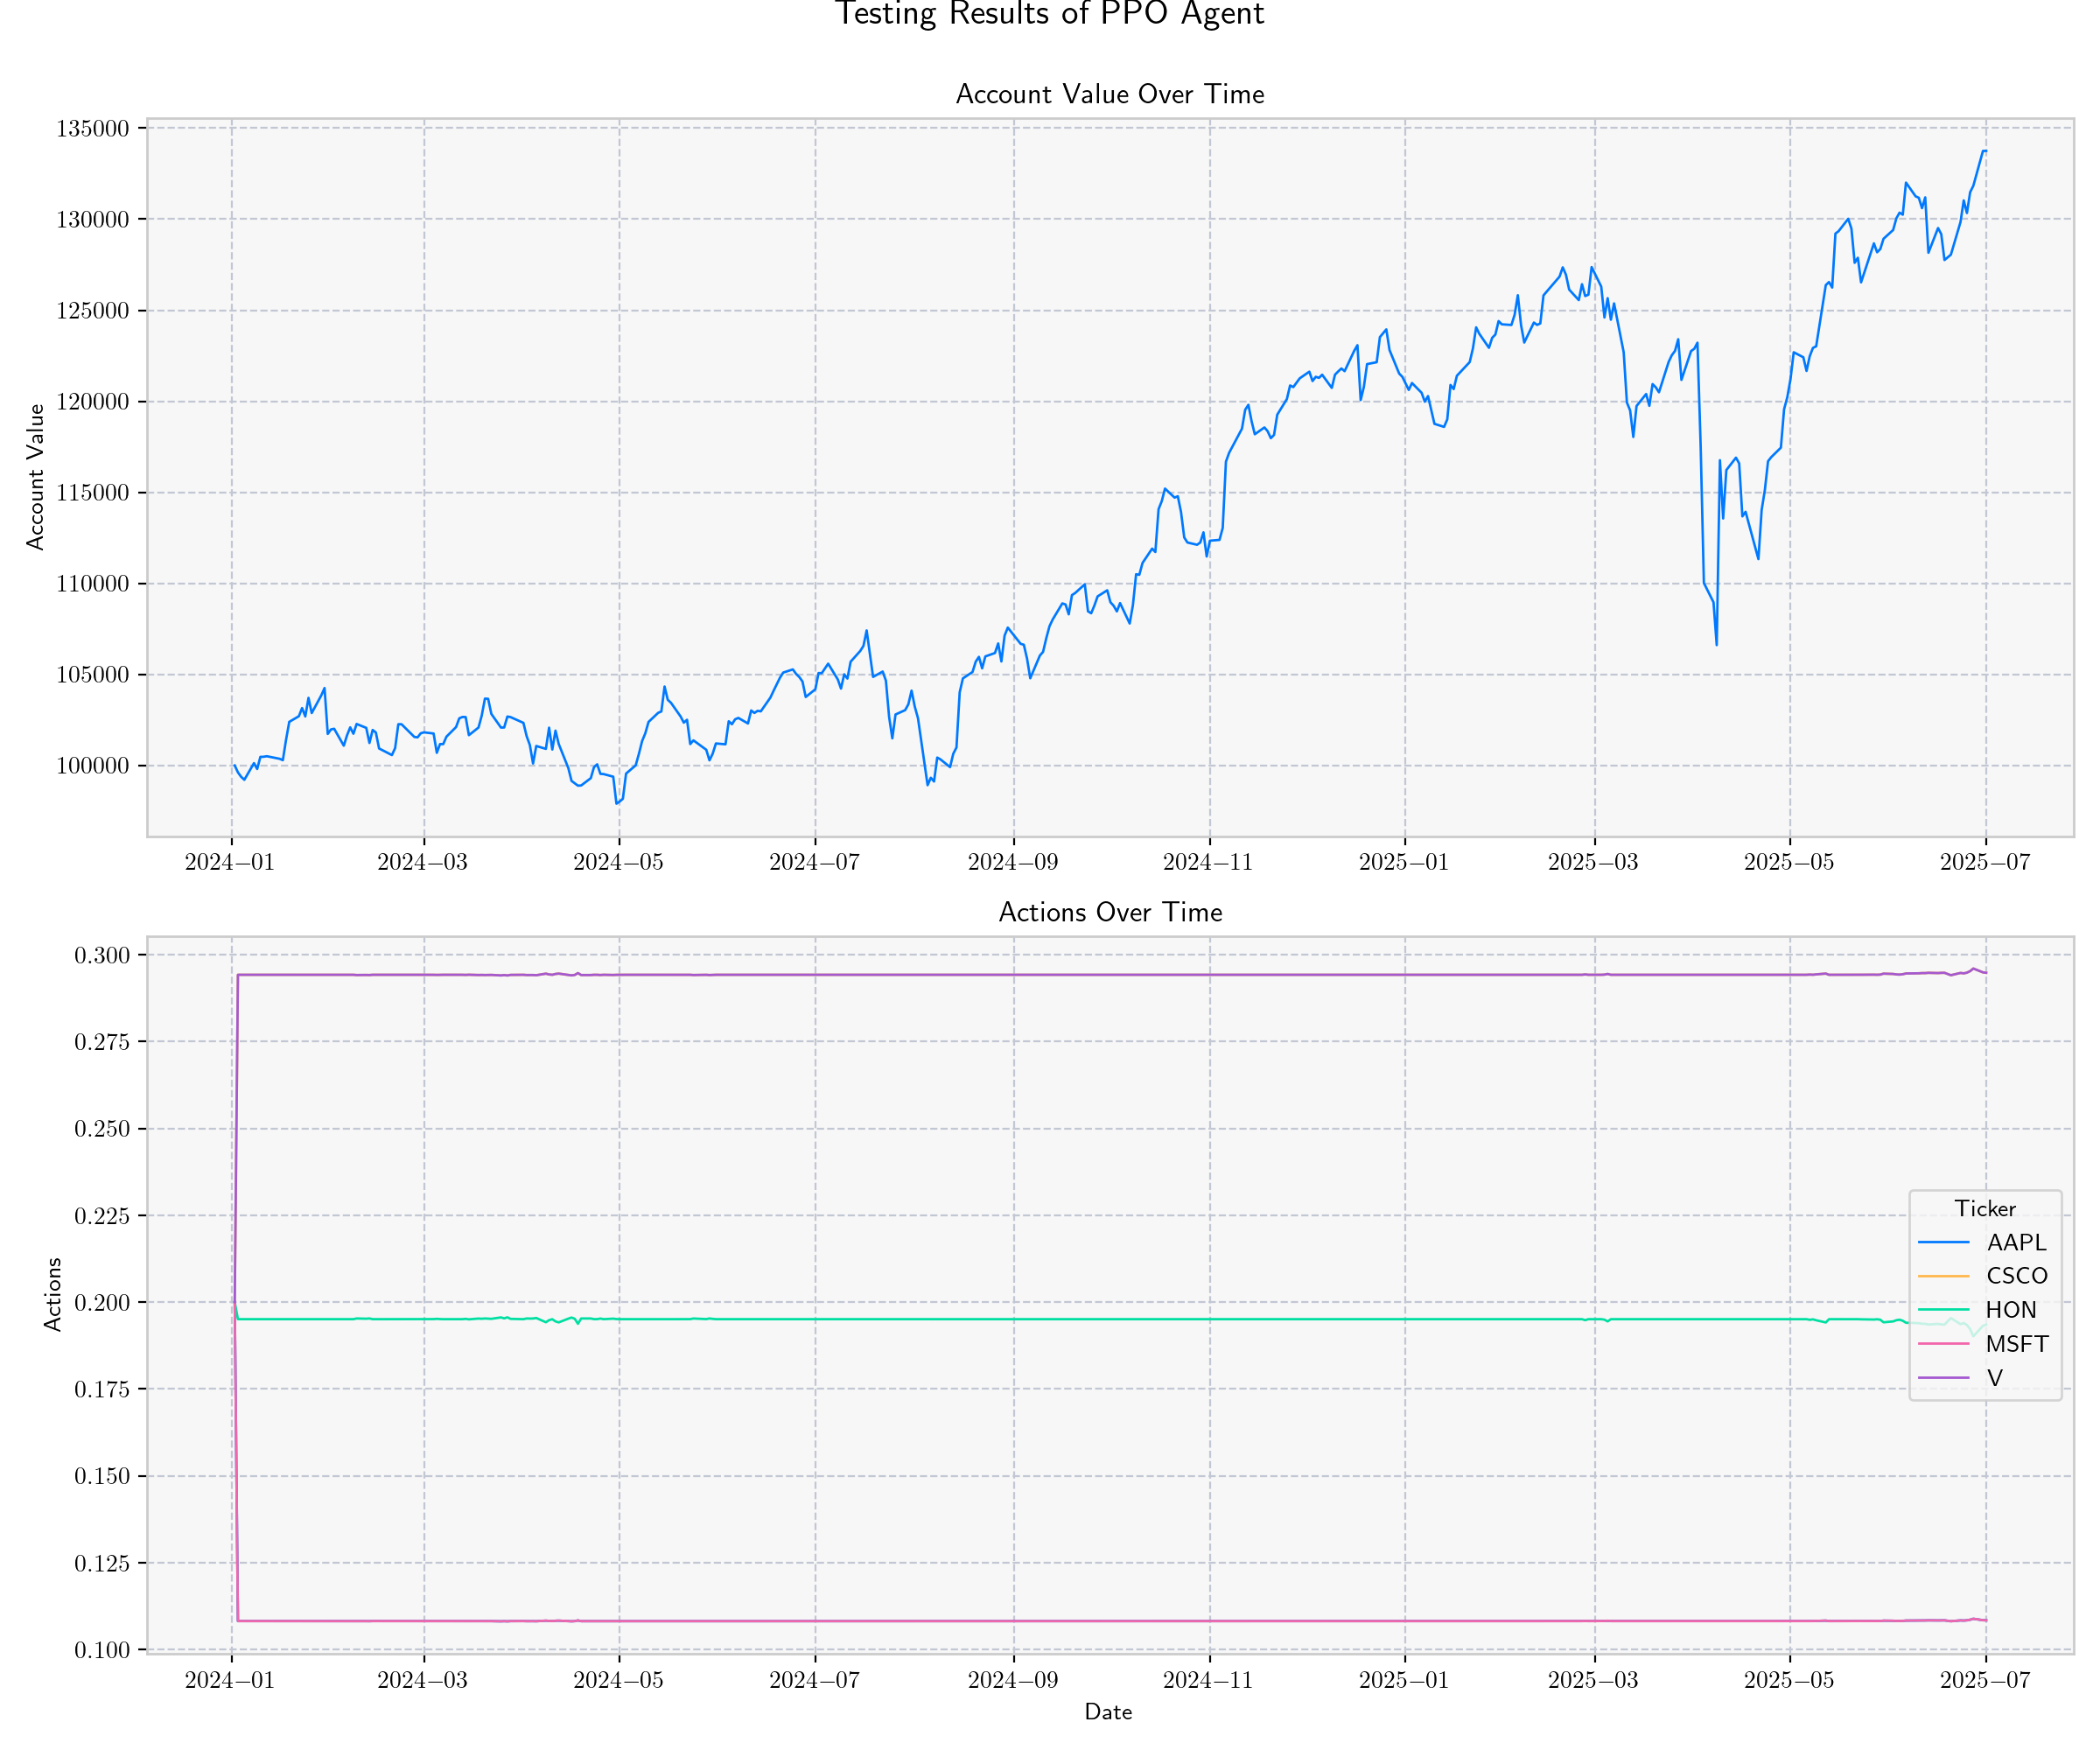 Testing Results of PPO Agent
Account Value Over Time
Account Value
135000
130000
125000
120000
115000
110000
105000
100000
2024–01 2024–03 2024–05 2024–07 2024–09 2024–11 2025–01 2025–03 2025–05 2025–07
Actions Over Time
Actions
0.300
0.275
0.250
0.225
0.200
0.175
0.150
0.125
0.100
Ticker
AAPL
CSCO
HON
MSFT
V
2024–01 2024–03 2024–05 2024–07 2024–09 2024–11 2025–01 2025–03 2025–05 2025–07
Date